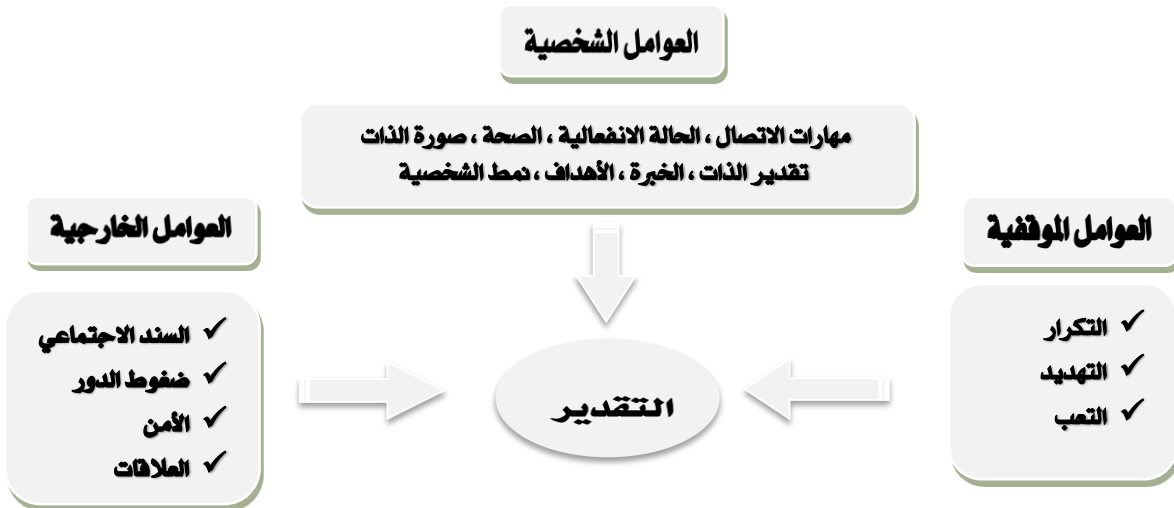 العوامل الشخصية
مهارات الاتصال ، الحالة الانفعالية ، الصحة ، صورة الذات
تقدير الذات ، الخبرة ، الأهداف ، نمط الشخصية
العوامل الموقفية
✓ التكرار
✓ التهديد
✓ التعب
العوامل الخارجية
✓ السند الاجتماعي
✓ ضغوط الدور
✓ الأمن
✓ العلاقات
التقدير